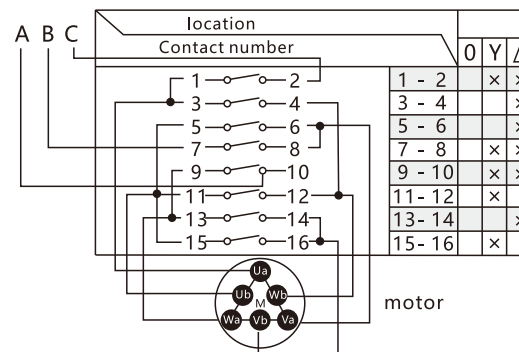 A B C
location
Contact number
0 Y △
1 2 1 - 2 × ×
3 4 3 - 4 ×
5 6 5 - 6 ×
7 8 7 - 8 × ×
9 10 9 - 10 × ×
11 12 11- 12 ×
13 14 13- 14 ×
15 16 15- 16 ×
Ua
Ub M Wb
Wa Vb Va
motor